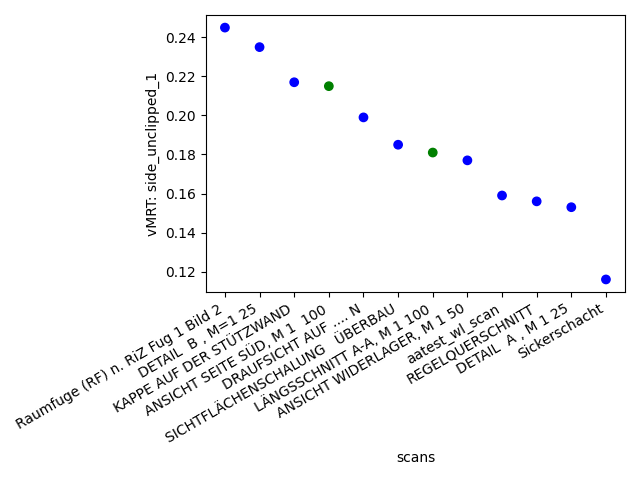 0.24
0.22
0.20
0.18
0.16
0.14
0.12
vMRT: side_unclipped_1
Raumfuge (RF) n. RiZ Fug 1 Bild 2
DETAIL  B , M=1 25
KAPPE AUF DER STÜTZWAND
ANSICHT SEITE SÜD, M 1  100
DRAUFSICHT AUF .... N
SICHTFLÄCHENSCHALUNG   ÜBERBAU
LÄNGSSCHNITT A-A, M 1 100
ANSICHT WIDERLAGER, M 1 50
aatest_wl_scan
REGELQUERSCHNITT
DETAIL  A , M 1 25
Sickerschacht
scans